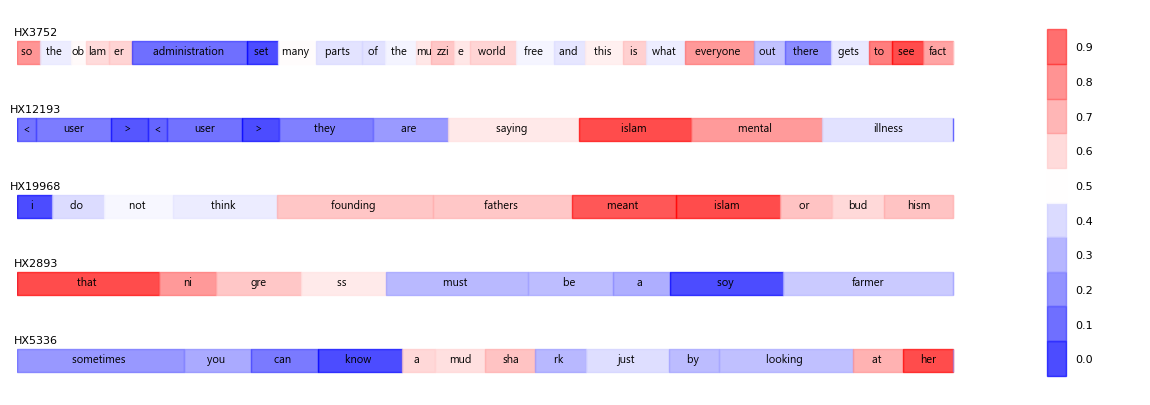 HX3752
so the ob lam er administration set many parts of the mu zzi e world free and this is what everyone out there gets to see fact
HX12193
< user > < user > they are saying islam mental illness
HX19968
i do not think founding fathers meant islam or bud hism
HX2893
that ni gre ss must be a soy farmer
HX5336
sometimes you can know a mud sha rk just by looking at her
0.9
0.8
0.7
0.6
0.5
0.4
0.3
0.2
0.1
0.0